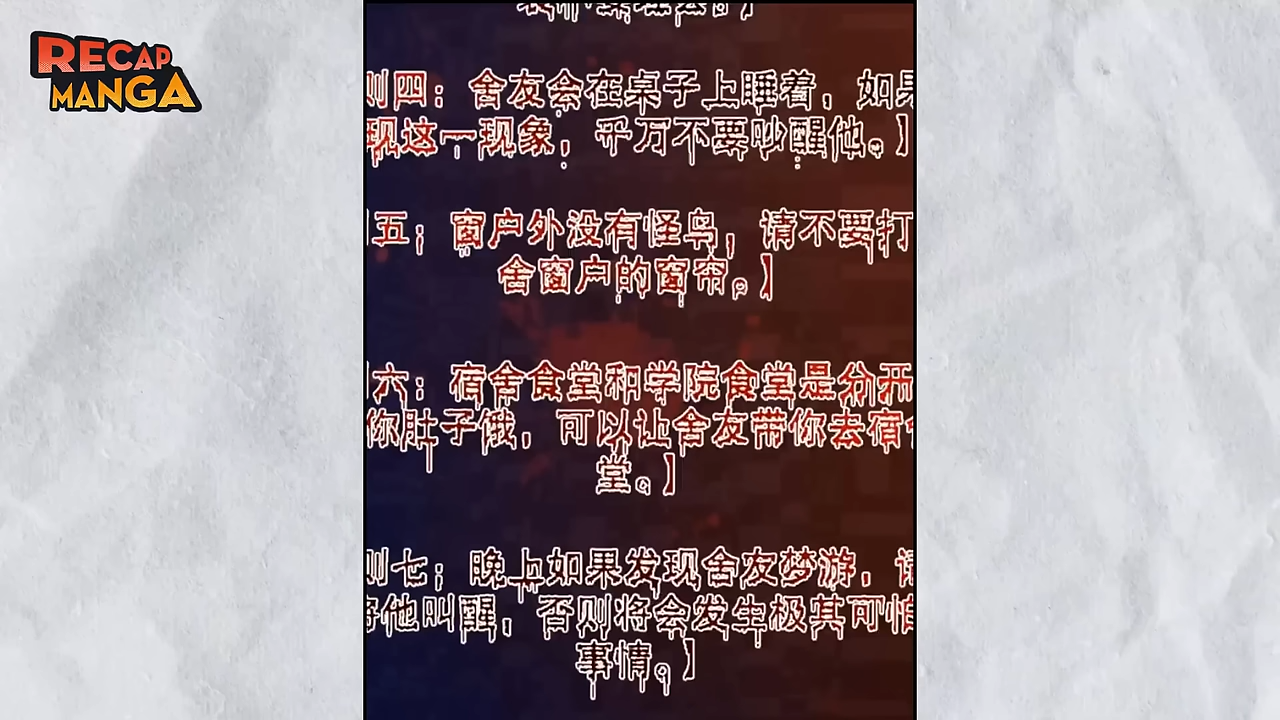 RECAP
MANGA
则四：舍友会在桌子上睡着，如果
现这一现象，千万不要吵醒他。】
五；窗户外没有怪鸟，请不要打
舍窗户的窗帘。】
六：宿舍食堂和学院食堂是分开
你肚子饿，可以让舍友带你去宿舍
堂。】
则七；晚上如果发现舍友梦游，请
将他叫醒，否则将会发生极其可怕
事情。】